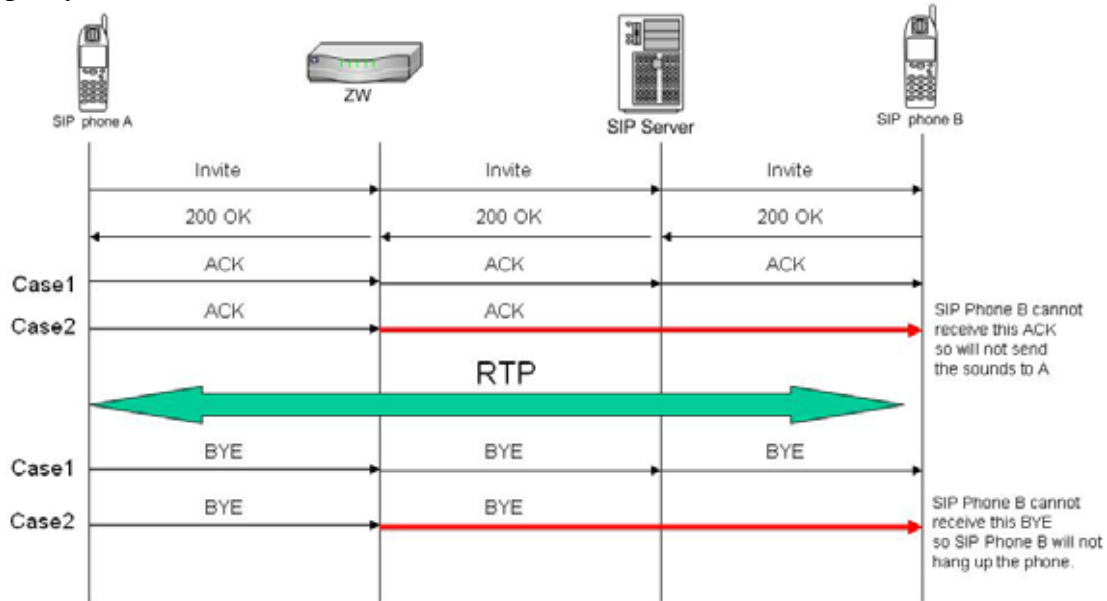 SIP phone A
ZW
SIP Server
SIP phone B
Invite Invite Invite
200 OK 200 OK 200 OK
Case1 ACK ACK ACK
Case2 ACK ACK
SIP Phone B cannot
receive this ACK
so will not send
the sounds to A
RTP
Case1 BYE BYE BYE
Case2 BYE BYE
SIP Phone B cannot
receive this BYE
so SIP Phone B will not
hang up the phone.